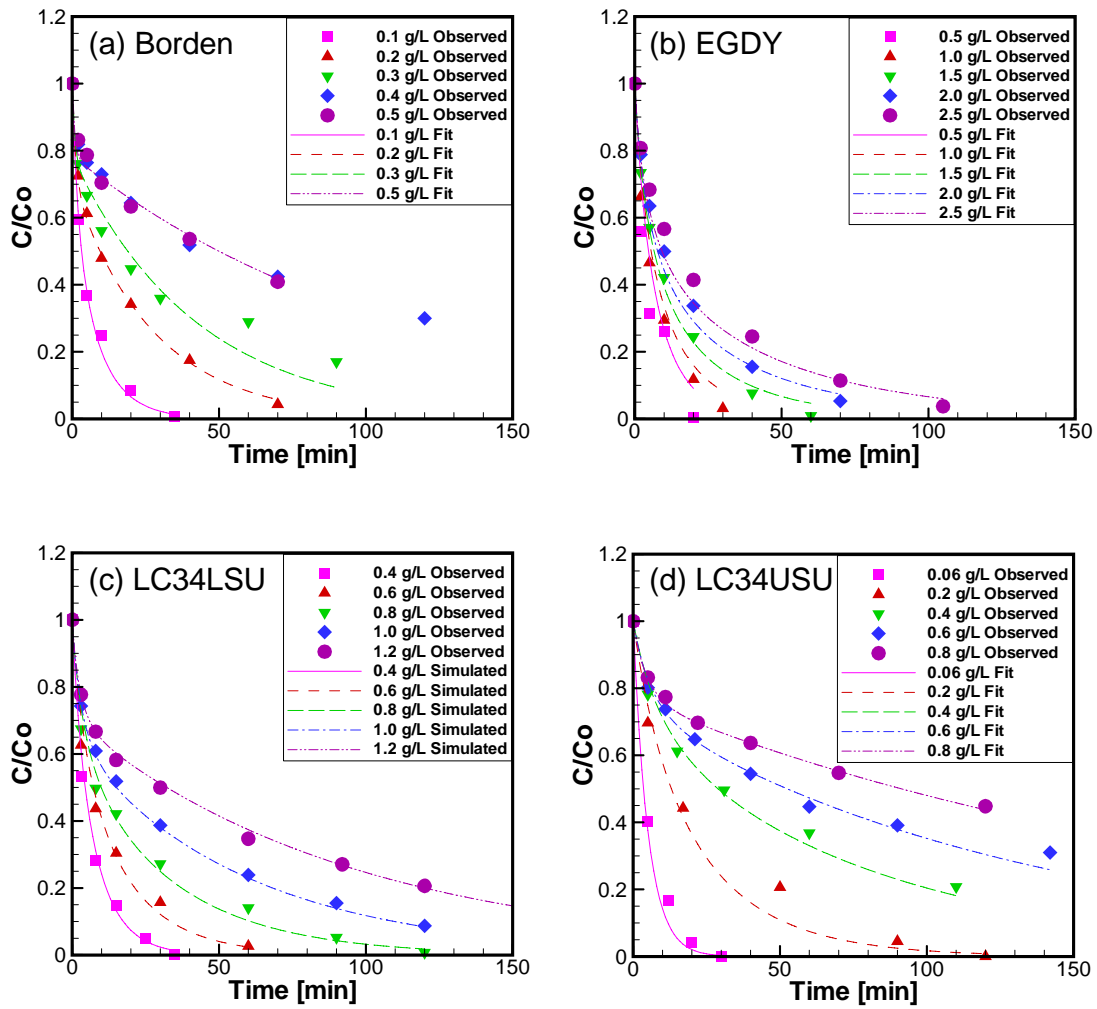 (a) Borden
C/Co
1.2
1
0.8
0.6
0.4
0.2
0
0 50 100 150
Time [min]
0.1 g/L Observed
0.2 g/L Observed
0.3 g/L Observed
0.4 g/L Observed
0.5 g/L Observed
0.1 g/L Fit
0.2 g/L Fit
0.3 g/L Fit
0.5 g/L Fit
(b) EGDY
C/Co
1.2
1
0.8
0.6
0.4
0.2
0
0 50 100 150
Time [min]
0.5 g/L Observed
1.0 g/L Observed
1.5 g/L Observed
2.0 g/L Observed
2.5 g/L Observed
0.5 g/L Fit
1.0 g/L Fit
1.5 g/L Fit
2.0 g/L Fit
2.5 g/L Fit
(c) LC34LSU
C/Co
1.2
1
0.8
0.6
0.4
0.2
0
0 50 100 150
Time [min]
0.4 g/L Observed
0.6 g/L Observed
0.8 g/L Observed
1.0 g/L Observed
1.2 g/L Observed
0.4 g/L Simulated
0.6 g/L Simulated
0.8 g/L Simulated
1.0 g/L Simulated
1.2 g/L Simulated
(d) LC34USU
C/Co
1.2
1
0.8
0.6
0.4
0.2
0
0 50 100 150
Time [min]
0.06 g/L Observed
0.2 g/L Observed
0.4 g/L Observed
0.6 g/L Observed
0.8 g/L Observed
0.06 g/L Fit
0.2 g/L Fit
0.4 g/L Fit
0.6 g/L Fit
0.8 g/L Fit